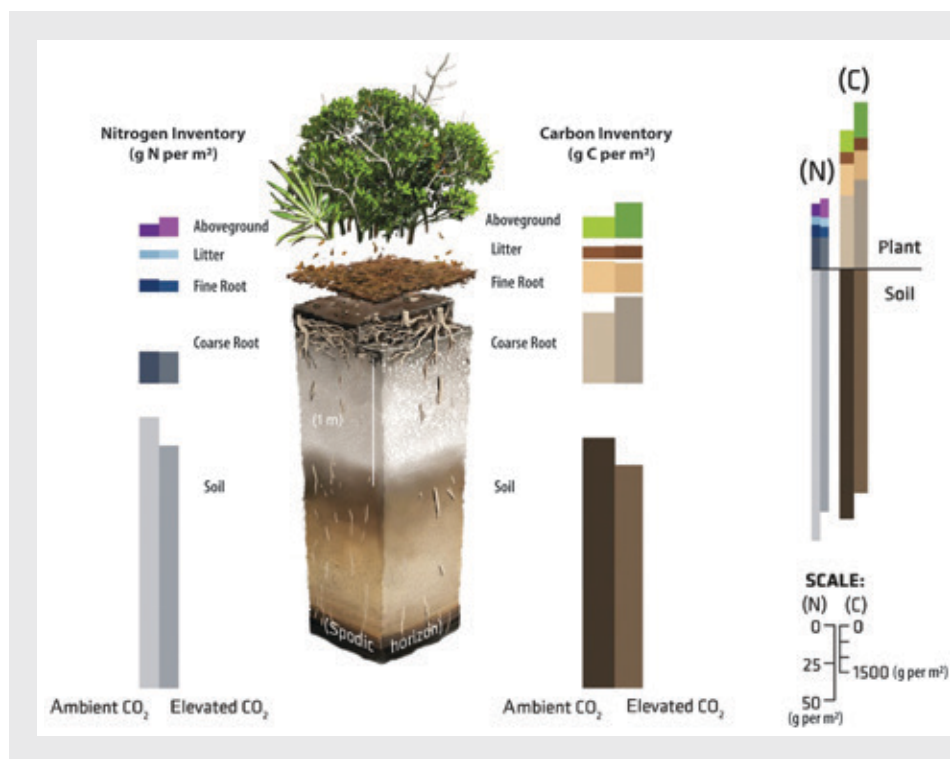 Nitrogen Inventory
(g N per m²)
Aboveground
Litter
Fine Root
Coarse Root
Soil
Ambient CO₂ Elevated CO₂
(1 m)
(Spodic horizon)
Carbon Inventory
(g C per m²)
Aboveground
Litter
Fine Root
Coarse Root
Soil
Ambient CO₂ Elevated CO₂
(C)
(N)
Plant
Soil
SCALE:
(N) (C)
0 0
25
1500 (g per m²)
50
(g per m²)